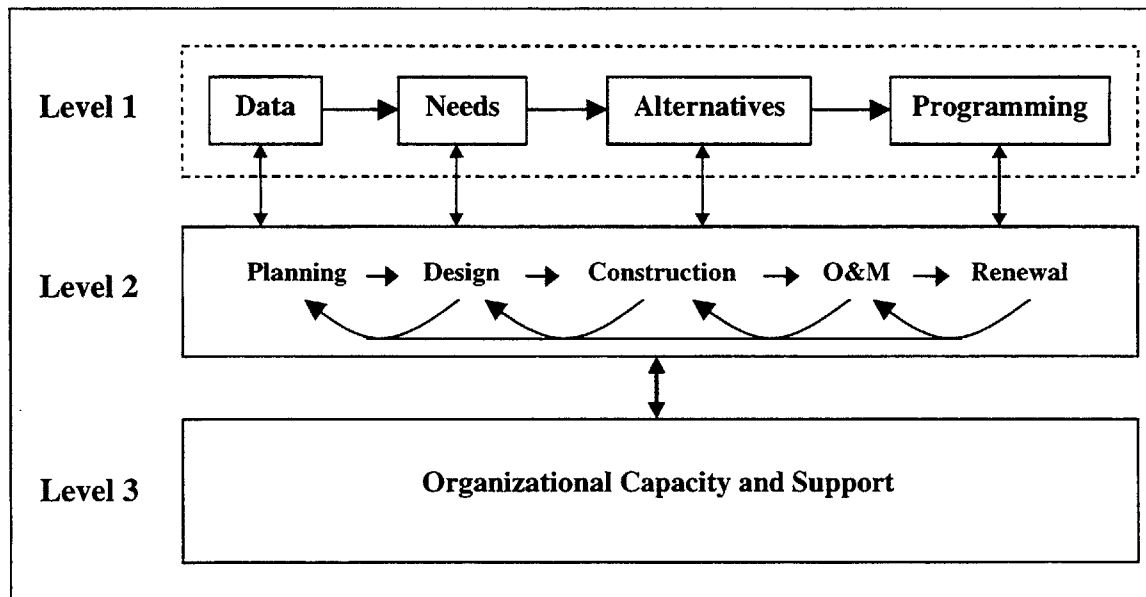 Level 1
Data
Needs
Alternatives
Programming
Level 2
Planning
Design
Construction
O&M
Renewal
Level 3
Organizational Capacity and Support